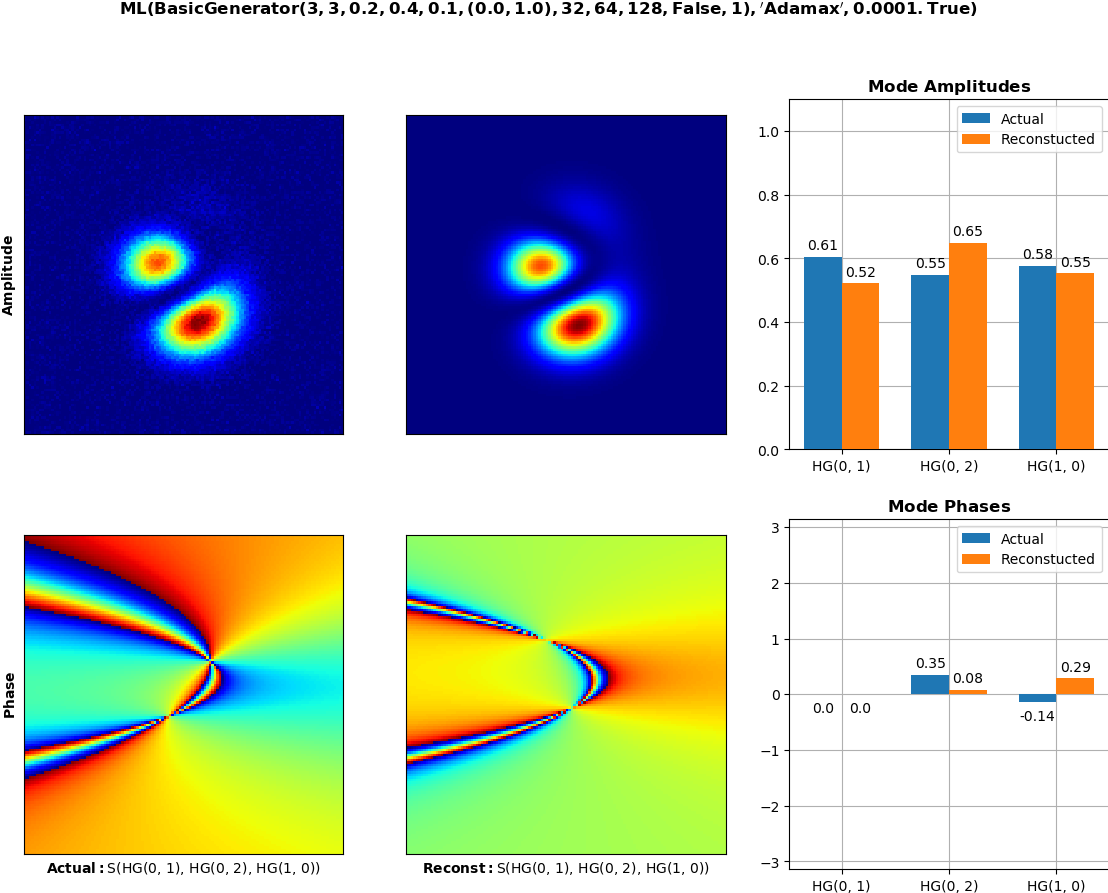 ML(BasicGenerator(3, 3, 0.2, 0.4, 0.1, (0.0, 1.0), 32, 64, 128, False, 1), ′Adamax′, 0.0001. True)
Amplitude
Mode Amplitudes
Actual
Reconstucted
1.0
0.8
0.6
0.4
0.2
0.0
0.61
0.52
0.55
0.65
0.58
0.55
HG(0, 1)
HG(0, 2)
HG(1, 0)
Phase
Actual: S(HG(0, 1), HG(0, 2), HG(1, 0))
Reconst: S(HG(0, 1), HG(0, 2), HG(1, 0))
Mode Phases
Actual
Reconstucted
3
2
1
0
−1
−2
−3
0.0
0.0
0.35
0.08
-0.14
0.29
HG(0, 1)
HG(0, 2)
HG(1, 0)